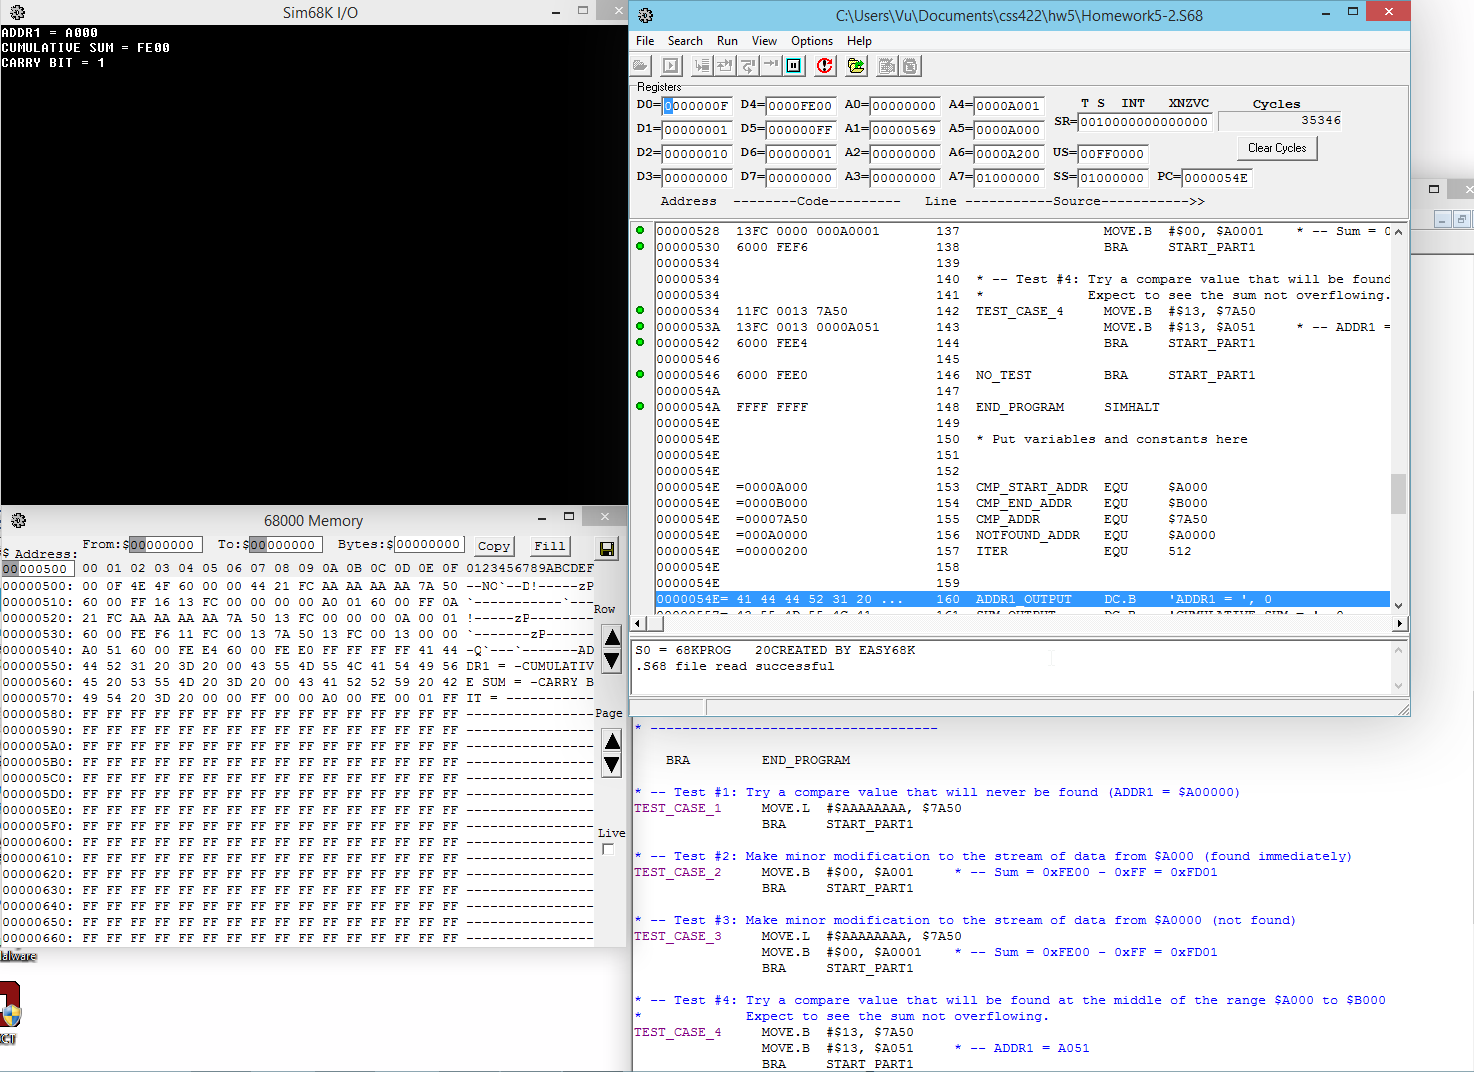 Sim68K I/O
ADDR1 = A000
CUMULATIVE SUM = FE00
CARRY BIT = 1
C:\Users\Vu\Documents\css422\hw5\Homework5-2.S68
File Search Run View Options Help
Registers
D0=0000000F D4=0000FE00 A0=00000000 A4=0000A001 T S INT XNZVC Cycles
D1=00000001 D5=000000FF A1=00000569 A5=0000A000 SR=0010000000000000 35346
D2=00000010 D6=00000001 A2=00000000 A6=0000A200 US=00FF0000 Clear Cycles
D3=00000000 D7=00000000 A3=00000000 A7=01000000 SS=01000000 PC=0000054E
Address --------Code--------- Line -----------Source----------->>
00000528 13FC 0000 000A0001 137 MOVE.B #$00, $A0001 * -- Sum = 0
00000530 6000 FEF6 138 BRA START_PART1
00000534 139
00000534 140 * -- Test #4: Try a compare value that will be found
00000534 141 * Expect to see the sum not overflowing.
00000534 11FC 0013 7A50 142 TEST_CASE_4 MOVE.B #$13, $7A50
0000053A 13FC 0013 0000A051 143 MOVE.B #$13, $A051 * -- ADDR1 =
00000542 6000 FEE4 144 BRA START_PART1
00000546 145
00000546 6000 FEE0 146 NO_TEST BRA START_PART1
0000054A 147
0000054A FFFF FFFF 148 END_PROGRAM SIMHALT
0000054E 149
0000054E 150 * Put variables and constants here
0000054E 151
0000054E 152
0000054E =0000A000 153 CMP_START_ADDR EQU $A000
0000054E =0000B000 154 CMP_END_ADDR EQU $B000
0000054E =00007A50 155 CMP_ADDR EQU $7A50
0000054E =000A0000 156 NOTFOUND_ADDR EQU $A0000
0000054E =00000200 157 ITER EQU 512
0000054E 158
0000054E 159
0000054E= 41 44 44 52 31 20 ... 160 ADDR1_OUTPUT DC.B 'ADDR1 = ', 0
S0 = 68KPROG 20CREATED BY EASY68K
.S68 file read successful
68000 Memory
From:$00000000 To:$00000000 Bytes:$00000000 Copy Fill
$ Address:
00000500 00 01 02 03 04 05 06 07 08 09 0A 0B 0C 0D 0E 0F 0123456789ABCDEF
00000500: 00 0F 4E 4F 60 00 00 44 21 FC AA AA AA AA 7A 50 --NO`--D!-----zP
00000510: 60 00 FF 16 13 FC 00 00 00 00 A0 01 60 00 FF 0A `-----------`---
00000520: 21 FC AA AA AA AA 7A 50 13 FC 00 00 00 0A 00 01 !-----zP--------
00000530: 60 00 FE F6 11 FC 00 13 7A 50 13 FC 00 13 00 00 `-------zP------
00000540: A0 51 60 00 FE E4 60 00 FE E0 FF FF FF FF 41 44 -Q`---`-------AD
00000550: 44 52 31 20 3D 20 00 43 55 4D 55 4C 41 54 49 56 DR1 = -CUMULATIV
00000560: 45 20 53 55 4D 20 3D 20 00 43 41 52 52 59 20 42 E SUM = -CARRY B
00000570: 49 54 20 3D 20 00 00 FF 00 00 A0 00 FE 00 01 FF IT = -----------
00000580: FF FF FF FF FF FF FF FF FF FF FF FF FF FF FF FF ----------------
00000590: FF FF FF FF FF FF FF FF FF FF FF FF FF FF FF FF ----------------
000005A0: FF FF FF FF FF FF FF FF FF FF FF FF FF FF FF FF ----------------
000005B0: FF FF FF FF FF FF FF FF FF FF FF FF FF FF FF FF ----------------
000005C0: FF FF FF FF FF FF FF FF FF FF FF FF FF FF FF FF ----------------
000005D0: FF FF FF FF FF FF FF FF FF FF FF FF FF FF FF FF ----------------
000005E0: FF FF FF FF FF FF FF FF FF FF FF FF FF FF FF FF ----------------
000005F0: FF FF FF FF FF FF FF FF FF FF FF FF FF FF FF FF ----------------
00000600: FF FF FF FF FF FF FF FF FF FF FF FF FF FF FF FF ----------------
00000610: FF FF FF FF FF FF FF FF FF FF FF FF FF FF FF FF ----------------
00000620: FF FF FF FF FF FF FF FF FF FF FF FF FF FF FF FF ----------------
00000630: FF FF FF FF FF FF FF FF FF FF FF FF FF FF FF FF ----------------
00000640: FF FF FF FF FF FF FF FF FF FF FF FF FF FF FF FF ----------------
00000650: FF FF FF FF FF FF FF FF FF FF FF FF FF FF FF FF ----------------
00000660: FF FF FF FF FF FF FF FF FF FF FF FF FF FF FF FF ----------------
Row
Page
Live
* ------------------------------------
BRA END_PROGRAM
* -- Test #1: Try a compare value that will never be found (ADDR1 = $A00000)
TEST_CASE_1 MOVE.L #$AAAAAAAA, $7A50
BRA START_PART1
* -- Test #2: Make minor modification to the stream of data from $A000 (found immediately)
TEST_CASE_2 MOVE.B #$00, $A001 * -- Sum = 0xFE00 - 0xFF = 0xFD01
BRA START_PART1
* -- Test #3: Make minor modification to the stream of data from $A0000 (not found)
TEST_CASE_3 MOVE.L #$AAAAAAAA, $7A50
MOVE.B #$00, $A0001 * -- Sum = 0xFE00 - 0xFF = 0xFD01
BRA START_PART1
* -- Test #4: Try a compare value that will be found at the middle of the range $A000 to $B000
* Expect to see the sum not overflowing.
TEST_CASE_4 MOVE.B #$13, $7A50
MOVE.B #$13, $A051 * -- ADDR1 = A051
BRA START_PART1